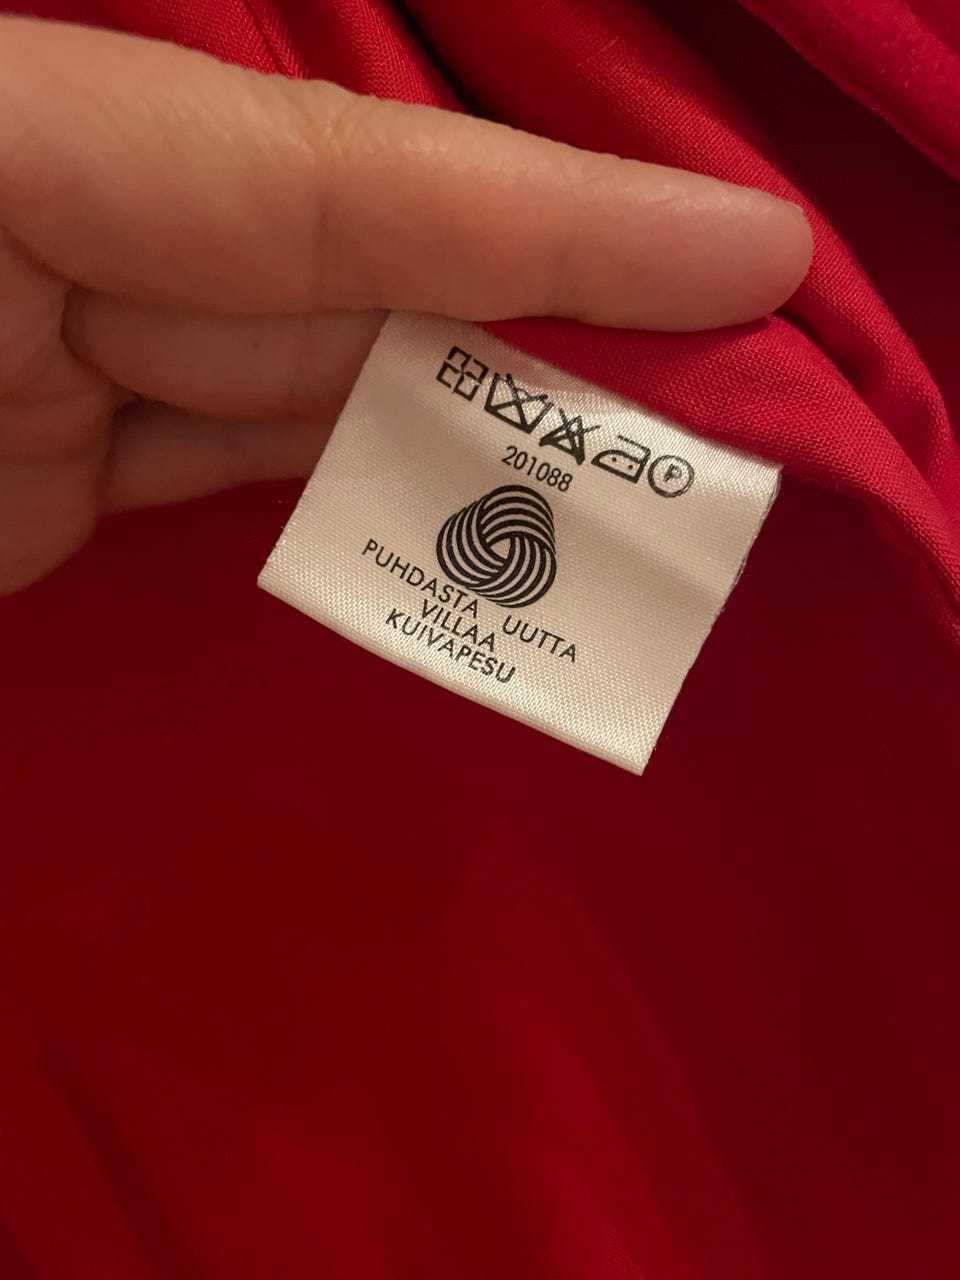 P
201088
PUHDASTA UUTTA
VILLAA
KUIVAPESU